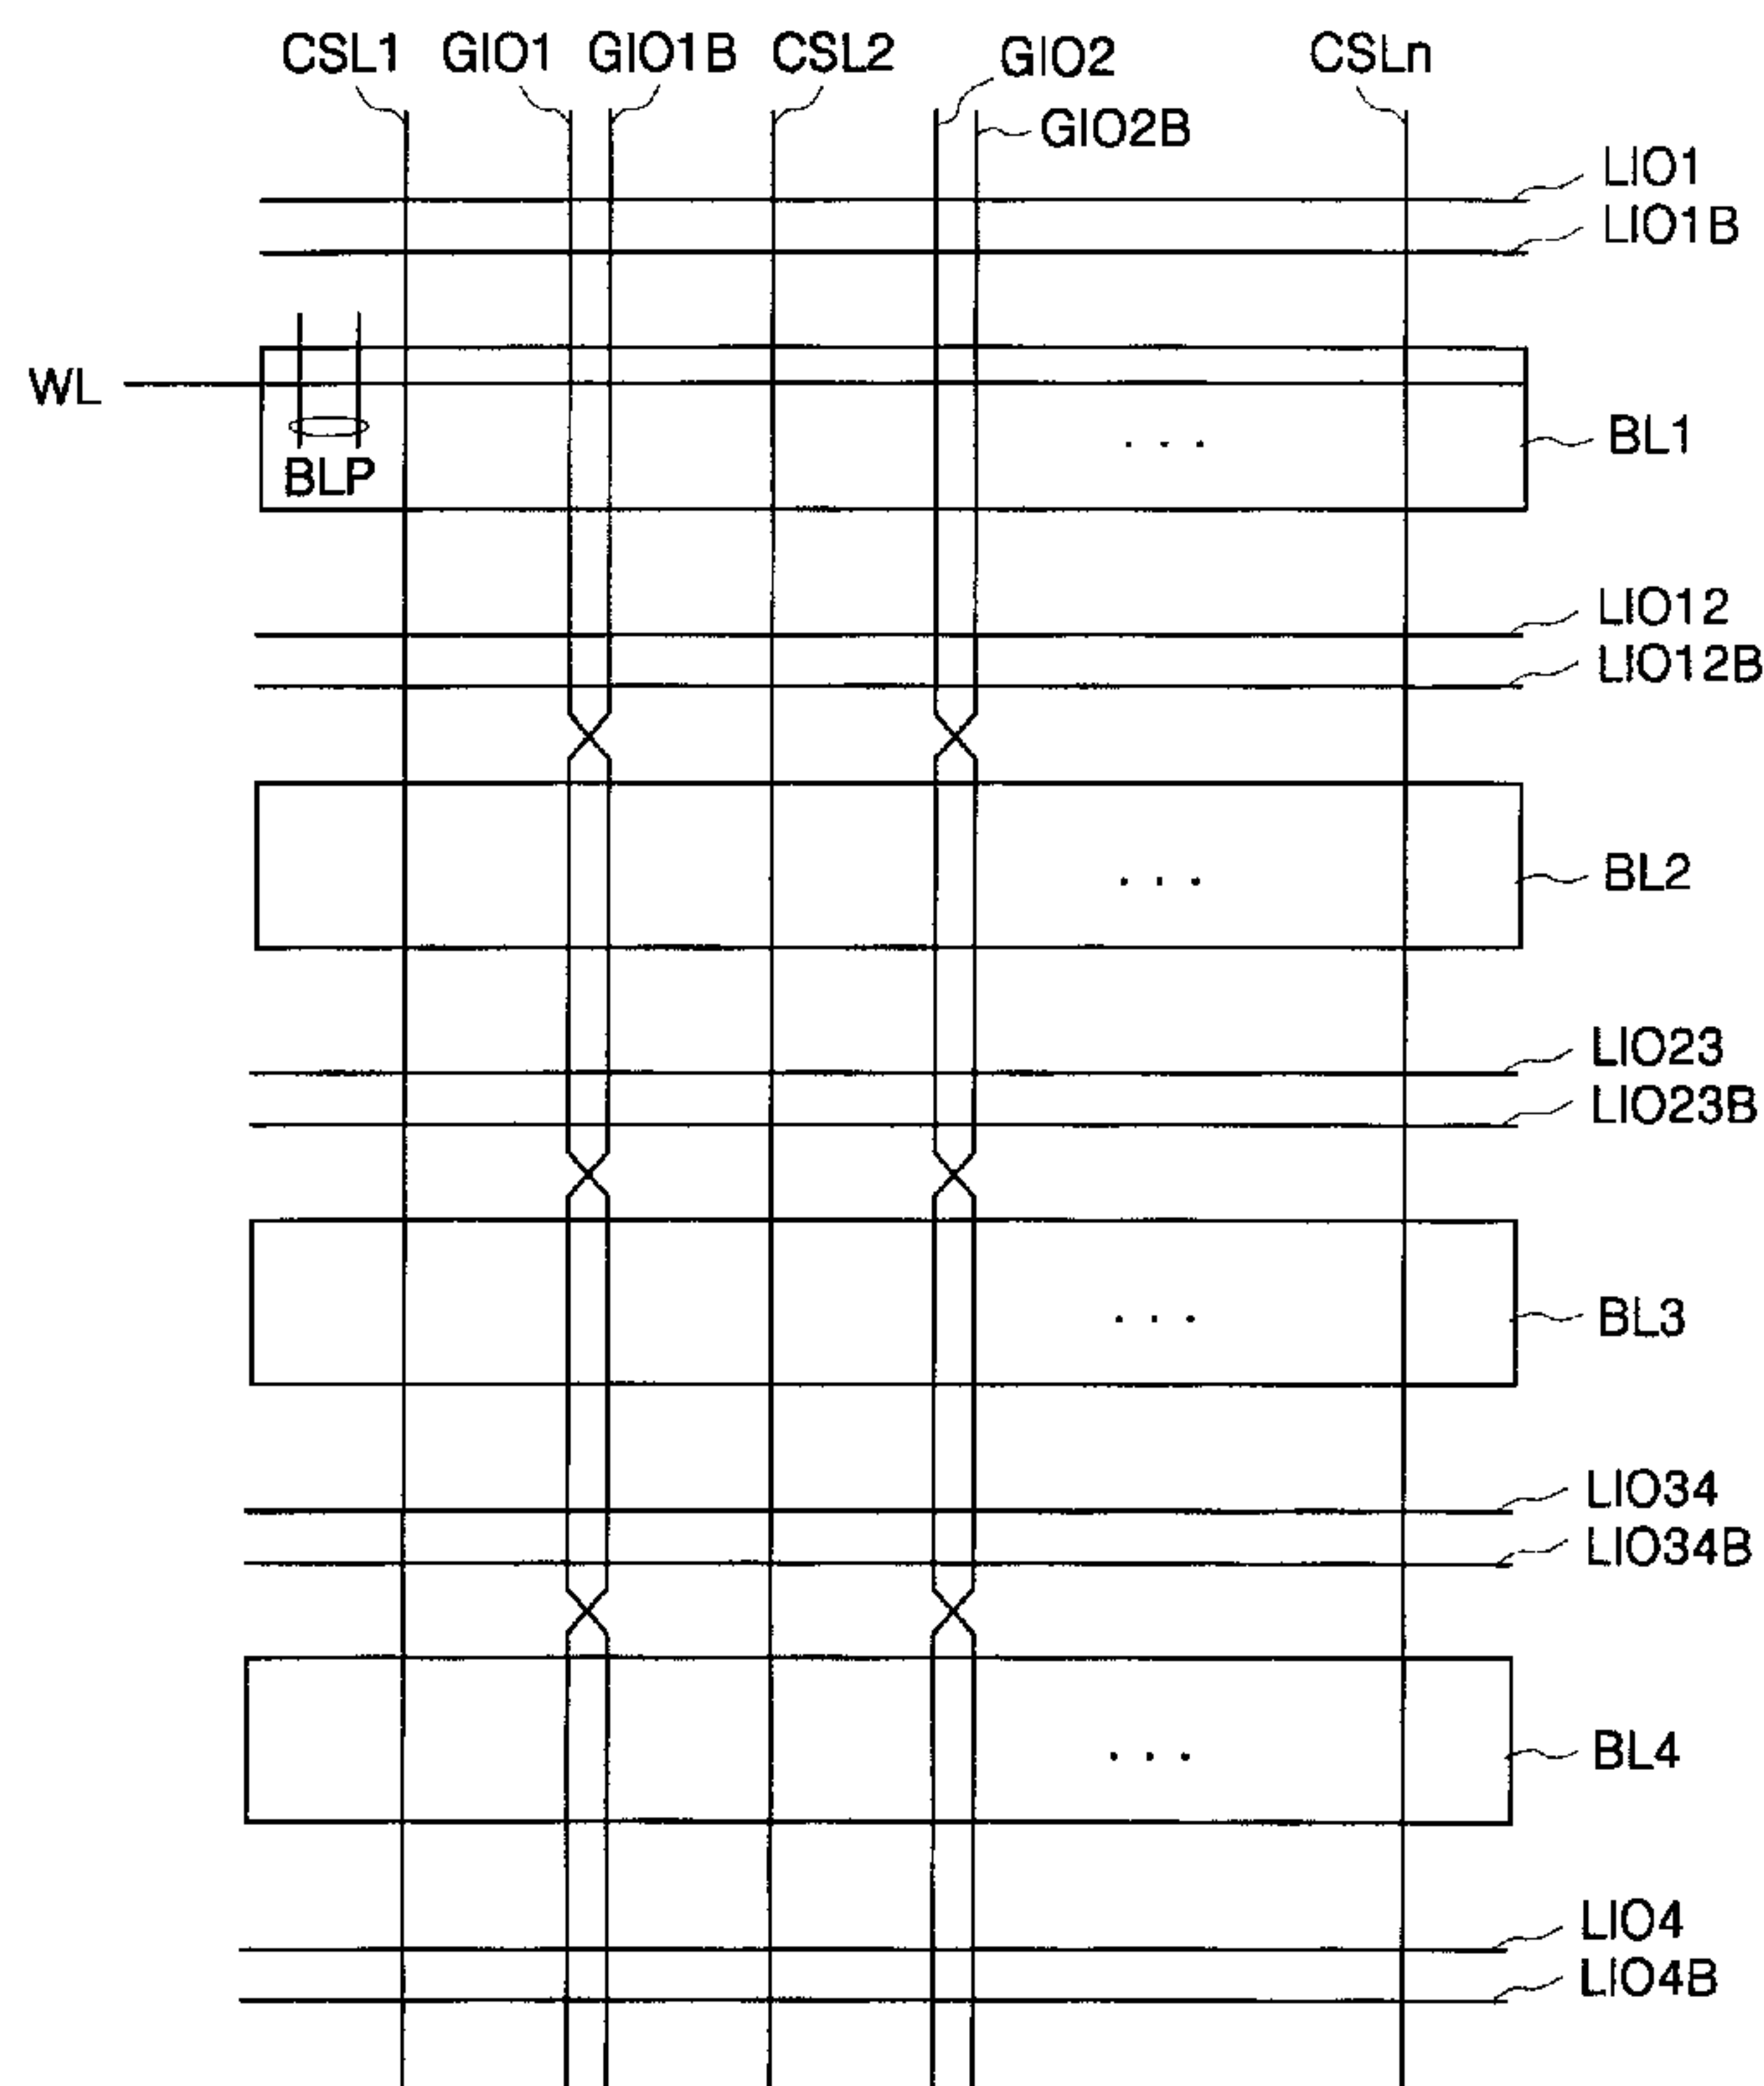 CSL1 GIO1 GIO1B CSL2 GIO2 CSLn
GIO2B
LIO1
LIO1B
WL
BL1
BLP
LIO12
LIO12B
BL2
LIO23
LIO23B
BL3
LIO34
LIO34B
BL4
LIO4
LIO4B